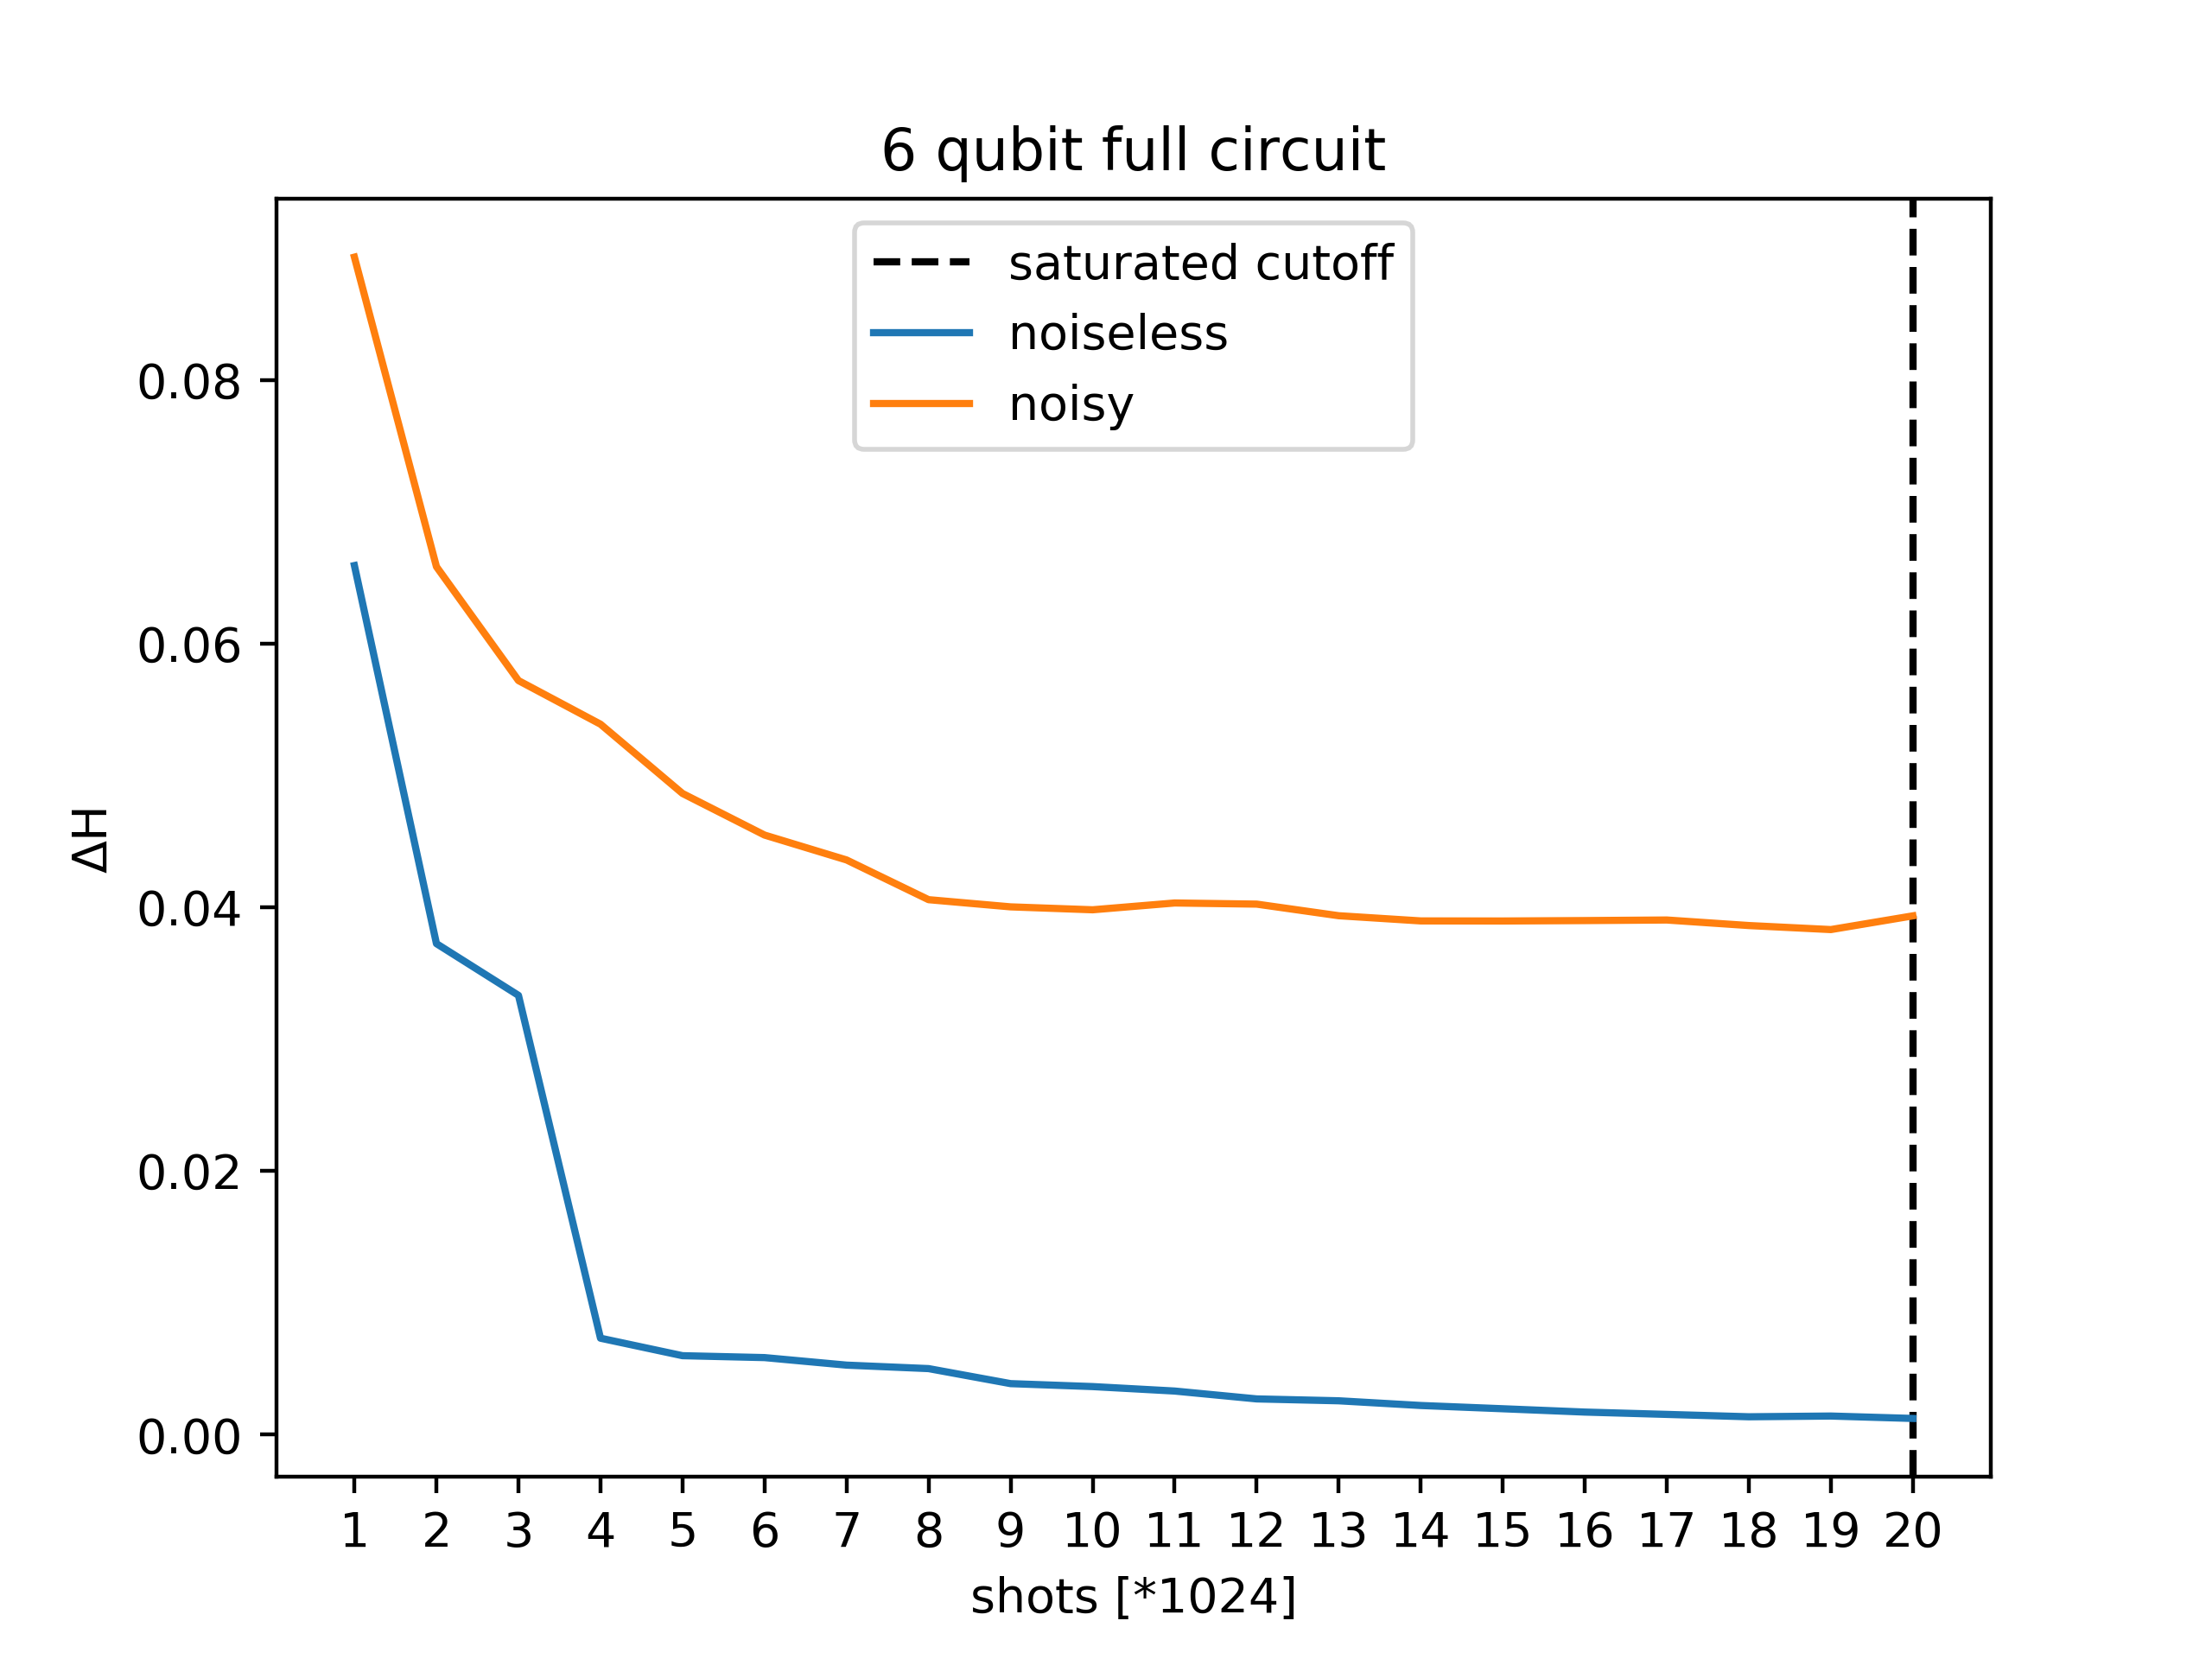 6 qubit full circuit
saturated cutoff
noiseless
noisy
0.08
0.06
0.04
0.02
0.00
ΔH
1 2 3 4 5 6 7 8 9 10 11 12 13 14 15 16 17 18 19 20
shots [*1024]